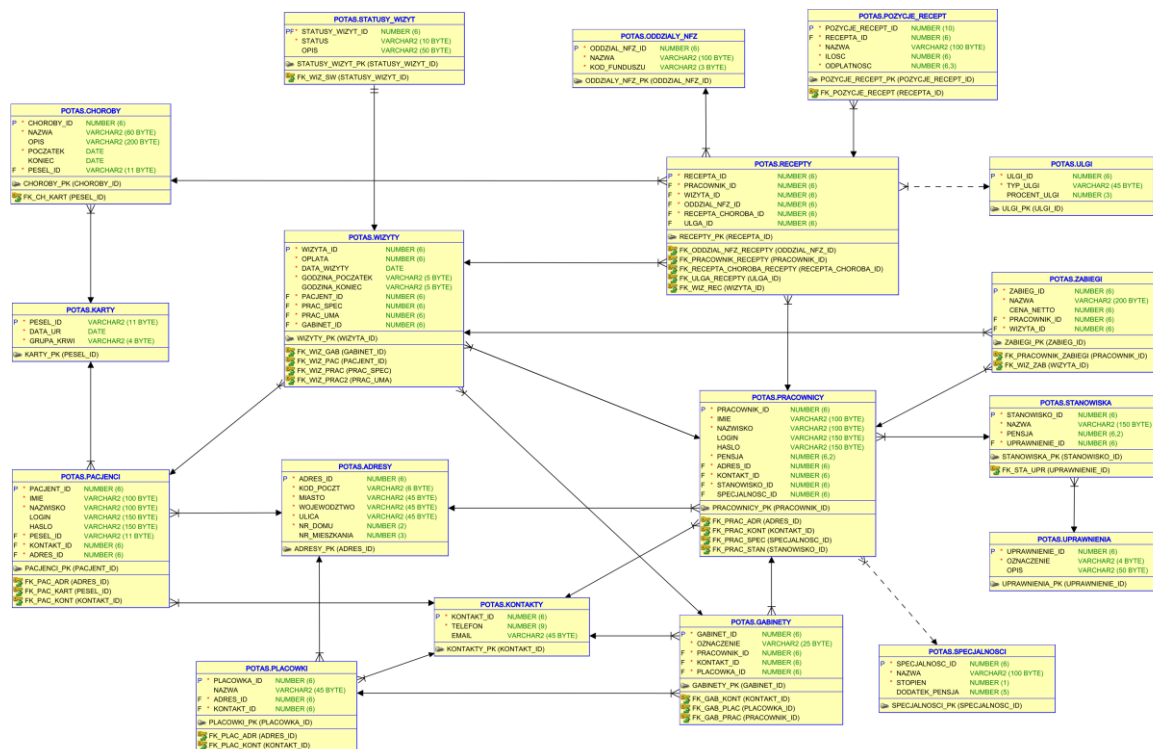 POTAS.STATUSY_WIZYT
PF* STATUSY_WIZYT_ID NUMBER (6)
* STATUS VARCHAR2 (10 BYTE)
OPIS VARCHAR2 (50 BYTE)
STATUSY_WIZYT_PK (STATUSY_WIZYT_ID)
FK_WIZ_SW (STATUSY_WIZYT_ID)
POTAS.ODDZIALY_NFZ
P * ODDZIAL_NFZ_ID NUMBER (6)
* NAZWA VARCHAR2 (100 BYTE)
* KOD_FUNDUSZU VARCHAR2 (3 BYTE)
ODDZIALY_NFZ_PK (ODDZIAL_NFZ_ID)
POTAS.POZYCJE_RECEPT
P * POZYCJE_RECEPT_ID NUMBER (10)
F * RECEPTA_ID NUMBER (6)
* NAZWA VARCHAR2 (100 BYTE)
* ILOSC NUMBER (6)
* ODPLATNOSC NUMBER (6,3)
POZYCJE_RECEPT_PK (POZYCJE_RECEPT_ID)
FK_POZYCJE_RECEPT (RECEPTA_ID)
POTAS.CHOROBY
P * CHOROBY_ID NUMBER (6)
* NAZWA VARCHAR2 (60 BYTE)
OPIS VARCHAR2 (200 BYTE)
* POCZATEK DATE
KONIEC DATE
F * PESEL_ID VARCHAR2 (11 BYTE)
CHOROBY_PK (CHOROBY_ID)
FK_CH_KART (PESEL_ID)
POTAS.RECEPTY
P * RECEPTA_ID NUMBER (6)
F * PRACOWNIK_ID NUMBER (6)
F * WIZYTA_ID NUMBER (6)
F * ODDZIAL_NFZ_ID NUMBER (6)
F * RECEPTA_CHOROBA_ID NUMBER (6)
F ULGA_ID NUMBER (6)
RECEPTY_PK (RECEPTA_ID)
FK_ODDZIAL_NFZ_RECEPTY (ODDZIAL_NFZ_ID)
FK_PRACOWNIK_RECEPTY (PRACOWNIK_ID)
FK_RECEPTA_CHOROBA_RECEPTY (RECEPTA_CHOROBA_ID)
FK_ULGA_RECEPTY (ULGA_ID)
FK_WIZ_REC (WIZYTA_ID)
POTAS.ULGI
P * ULGI_ID NUMBER (6)
* TYP_ULGI VARCHAR2 (45 BYTE)
PROCENT_ULGI NUMBER (3)
ULGI_PK (ULGI_ID)
POTAS.WIZYTY
P * WIZYTA_ID NUMBER (6)
* OPLATA NUMBER (6)
* DATA_WIZYTY DATE
* GODZINA_POCZATEK VARCHAR2 (5 BYTE)
GODZINA_KONIEC VARCHAR2 (5 BYTE)
F * PACJENT_ID NUMBER (6)
F * PRAC_SPEC NUMBER (6)
F * PRAC_UMA NUMBER (6)
F * GABINET_ID NUMBER (6)
WIZYTY_PK (WIZYTA_ID)
FK_WIZ_GAB (GABINET_ID)
FK_WIZ_PAC (PACJENT_ID)
FK_WIZ_PRAC (PRAC_SPEC)
FK_WIZ_PRAC2 (PRAC_UMA)
POTAS.ZABIEGI
P * ZABIEG_ID NUMBER (6)
* NAZWA VARCHAR2 (200 BYTE)
CENA_NETTO NUMBER (6)
F * PRACOWNIK_ID NUMBER (6)
F * WIZYTA_ID NUMBER (6)
ZABIEGI_PK (ZABIEG_ID)
FK_PRACOWNIK_ZABIEGI (PRACOWNIK_ID)
FK_WIZ_ZAB (WIZYTA_ID)
POTAS.KARTY
P * PESEL_ID VARCHAR2 (11 BYTE)
* DATA_UR DATE
* GRUPA_KRWI VARCHAR2 (4 BYTE)
KARTY_PK (PESEL_ID)
POTAS.PRACOWNICY
P * PRACOWNIK_ID NUMBER (6)
* IMIE VARCHAR2 (100 BYTE)
* NAZWISKO VARCHAR2 (100 BYTE)
LOGIN VARCHAR2 (150 BYTE)
HASLO VARCHAR2 (150 BYTE)
* PENSJA NUMBER (6,2)
F * ADRES_ID NUMBER (6)
F * KONTAKT_ID NUMBER (6)
F * STANOWISKO_ID NUMBER (6)
F SPECJALNOSC_ID NUMBER (6)
PRACOWNICY_PK (PRACOWNIK_ID)
FK_PRAC_ADR (ADRES_ID)
FK_PRAC_KONT (KONTAKT_ID)
FK_PRAC_SPEC (SPECJALNOSC_ID)
FK_PRAC_STAN (STANOWISKO_ID)
POTAS.STANOWISKA
P * STANOWISKO_ID NUMBER (6)
* NAZWA VARCHAR2 (150 BYTE)
* PENSJA NUMBER (6,2)
F * UPRAWNIENIE_ID NUMBER (6)
STANOWISKA_PK (STANOWISKO_ID)
FK_STA_UPR (UPRAWNIENIE_ID)
POTAS.PACJENCI
P * PACJENT_ID NUMBER (6)
* IMIE VARCHAR2 (100 BYTE)
* NAZWISKO VARCHAR2 (100 BYTE)
LOGIN VARCHAR2 (150 BYTE)
HASLO VARCHAR2 (150 BYTE)
F * PESEL_ID VARCHAR2 (11 BYTE)
F * KONTAKT_ID NUMBER (6)
F * ADRES_ID NUMBER (6)
PACJENCI_PK (PACJENT_ID)
FK_PAC_ADR (ADRES_ID)
FK_PAC_KART (PESEL_ID)
FK_PAC_KONT (KONTAKT_ID)
POTAS.ADRESY
P * ADRES_ID NUMBER (6)
* KOD_POCZT VARCHAR2 (6 BYTE)
* MIASTO VARCHAR2 (45 BYTE)
* WOJEWODZTWO VARCHAR2 (45 BYTE)
* ULICA VARCHAR2 (45 BYTE)
* NR_DOMU NUMBER (2)
NR_MIESZKANIA NUMBER (3)
ADRESY_PK (ADRES_ID)
POTAS.UPRAWNIENIA
P * UPRAWNIENIE_ID NUMBER (6)
* OZNACZENIE VARCHAR2 (4 BYTE)
OPIS VARCHAR2 (50 BYTE)
UPRAWNIENIA_PK (UPRAWNIENIE_ID)
POTAS.KONTAKTY
P * KONTAKT_ID NUMBER (6)
* TELEFON NUMBER (9)
EMAIL VARCHAR2 (45 BYTE)
KONTAKTY_PK (KONTAKT_ID)
POTAS.GABINETY
P * GABINET_ID NUMBER (6)
* OZNACZENIE VARCHAR2 (25 BYTE)
F * PRACOWNIK_ID NUMBER (6)
F * KONTAKT_ID NUMBER (6)
F * PLACOWKA_ID NUMBER (6)
GABINETY_PK (GABINET_ID)
FK_GAB_KONT (KONTAKT_ID)
FK_GAB_PLAC (PLACOWKA_ID)
FK_GAB_PRAC (PRACOWNIK_ID)
POTAS.SPECJALNOSCI
P * SPECJALNOSC_ID NUMBER (6)
* NAZWA VARCHAR2 (100 BYTE)
* STOPIEN NUMBER (1)
DODATEK_PENSJA NUMBER (5)
SPECJALNOSCI_PK (SPECJALNOSC_ID)
POTAS.PLACOWKI
P * PLACOWKA_ID NUMBER (6)
NAZWA VARCHAR2 (45 BYTE)
F * ADRES_ID NUMBER (6)
F * KONTAKT_ID NUMBER (6)
PLACOWKI_PK (PLACOWKA_ID)
FK_PLAC_ADR (ADRES_ID)
FK_PLAC_KONT (KONTAKT_ID)